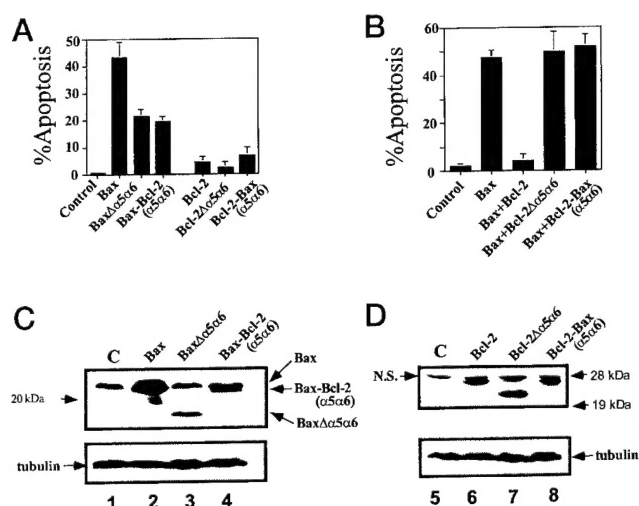 A
%Apoptosis
50
40
30
20
10
0
Control
Bax
BaxΔα5α6
Bax-Bcl-2
(α5α6)
Bcl-2
Bcl-2Δα5α6
Bcl-2-Bax
(α5α6)
B
%Apoptosis
60
40
20
0
Control
Bax
Bax+Bcl-2
Bax+Bcl-2Δα5α6
Bax+Bcl-2-Bax
(α5α6)
C
C
Bax
BaxΔα5α6
Bax-Bcl-2
(α5α6)
20 kDa
Bax
Bax-Bcl-2
(α5α6)
BaxΔα5α6
tubulin
1 2 3 4
D
C
Bcl-2
Bcl-2Δα5α6
Bcl-2-Bax
(α5α6)
N.S.
28 kDa
19 kDa
tubulin
5 6 7 8